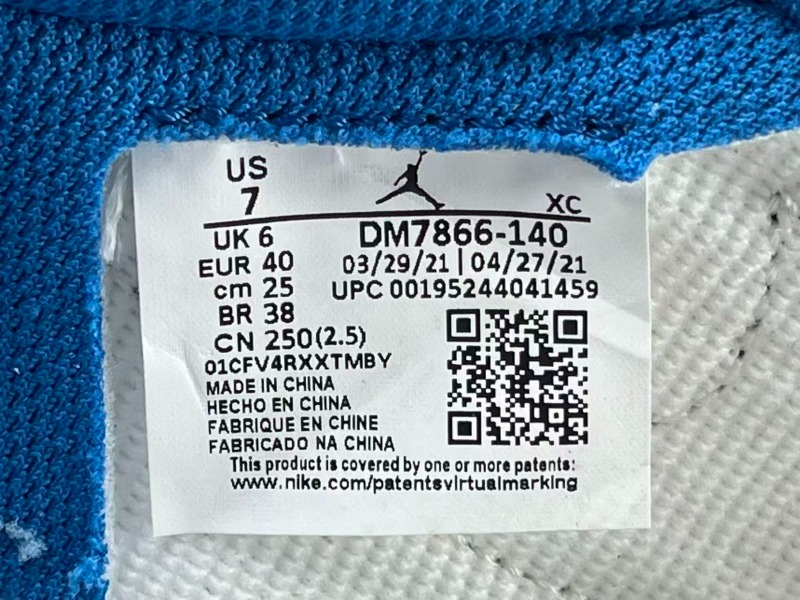 US
7
XC
UK 6
DM7866-140
EUR 40
03/29/21 | 04/27/21
cm 25
UPC 00195244041459
BR 38
CN 250(2.5)
01CFV4RXXTMBY
MADE IN CHINA
HECHO EN CHINA
FABRIQUE EN CHINE
FABRICADO NA CHINA
This product is covered by one or more patents:
www.nike.com/patentsvirtualmarking